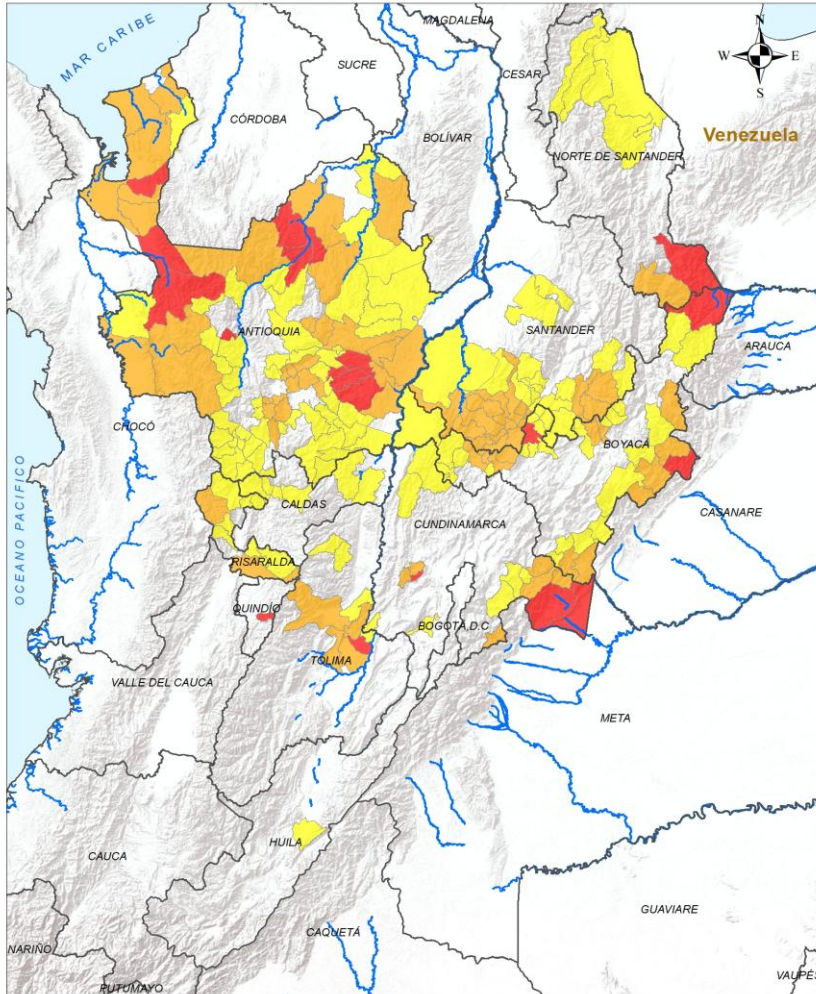 MAGDALENA
N
MAR CARIBE
SUCRE
CESAR
W E
S
CÓRDOBA
BOLÍVAR
Venezuela
NORTE DE SANTANDER
ANTIOQUIA
SANTANDER
ARAUCA
CHOCÓ
BOYACÁ
OCEANO PACIFICO
CALDAS
CASANARE
CUNDINAMARCA
RISARALDA
QUINDÍO
BOGOTÁ, D.C
TOLIMA
VALLE DEL CAUCA
META
HUILA
CAUCA
GUAVIARE
CAQUETÁ
NARIÑO
VAUPÉS
PUTUMAYO